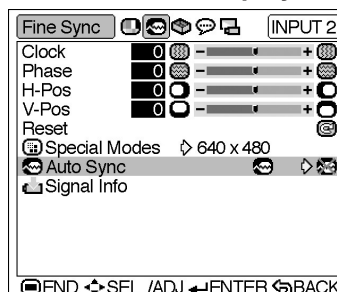 Fine Sync INPUT 2
Clock 0 - +
Phase 0 - +
H-Pos 0 - +
V-Pos 0 - +
Reset
Special Modes 640 x 480
Auto Sync
Signal Info
END SEL./ADJ. ENTER BACK